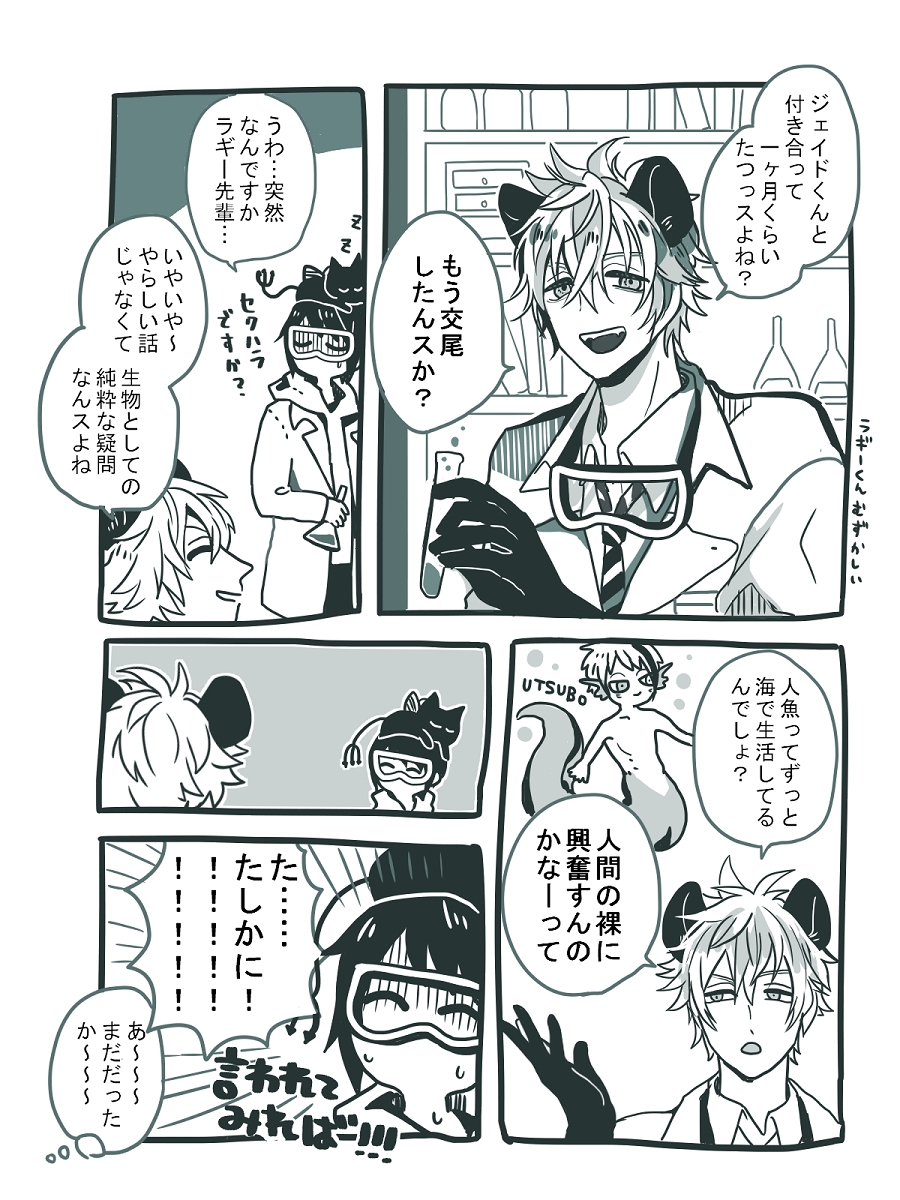 ジェイドくんと
付き合って
一ヶ月くらい
たつっスよね?
もう交尾
したんスか?
ラギーくんむずかしい
うわ…突然
なんですか
ラギー先輩…
zzz
セクハラ
ですか?
いやいや～
やらしい話
じゃなくて
生物としての
純粋な疑問
なんスよね
人魚ってずっと
海で生活してる
んでしょ?
UTSUBO
人間の裸に
興奮すんの
かなーって
た……
たしかに!
!!!!!
!!!!!
言われて
みれば―!!!
あ～～
まだだった
か～～～